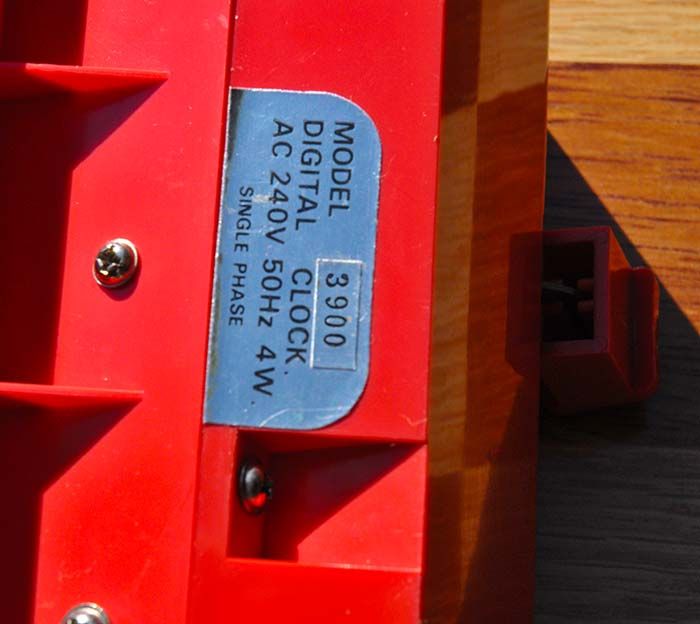 MODEL 3900
DIGITAL CLOCK.
AC 240V 50Hz 4W.
SINGLE PHASE